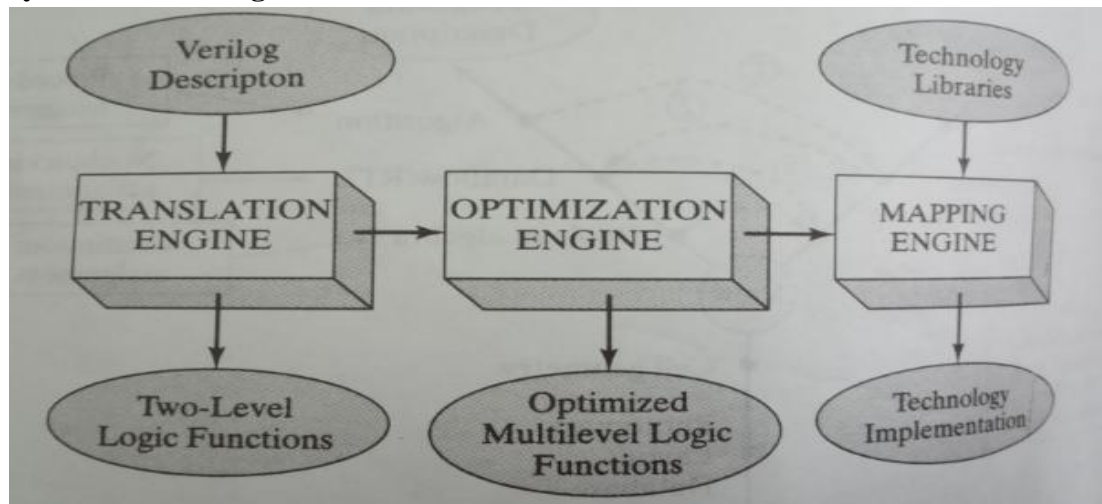 Verilog
Descripton
Technology
Libraries
TRANSLATION
ENGINE
OPTIMIZATION
ENGINE
MAPPING
ENGINE
Two-Level
Logic Functions
Optimized
Multilevel Logic
Functions
Technology
Implementation